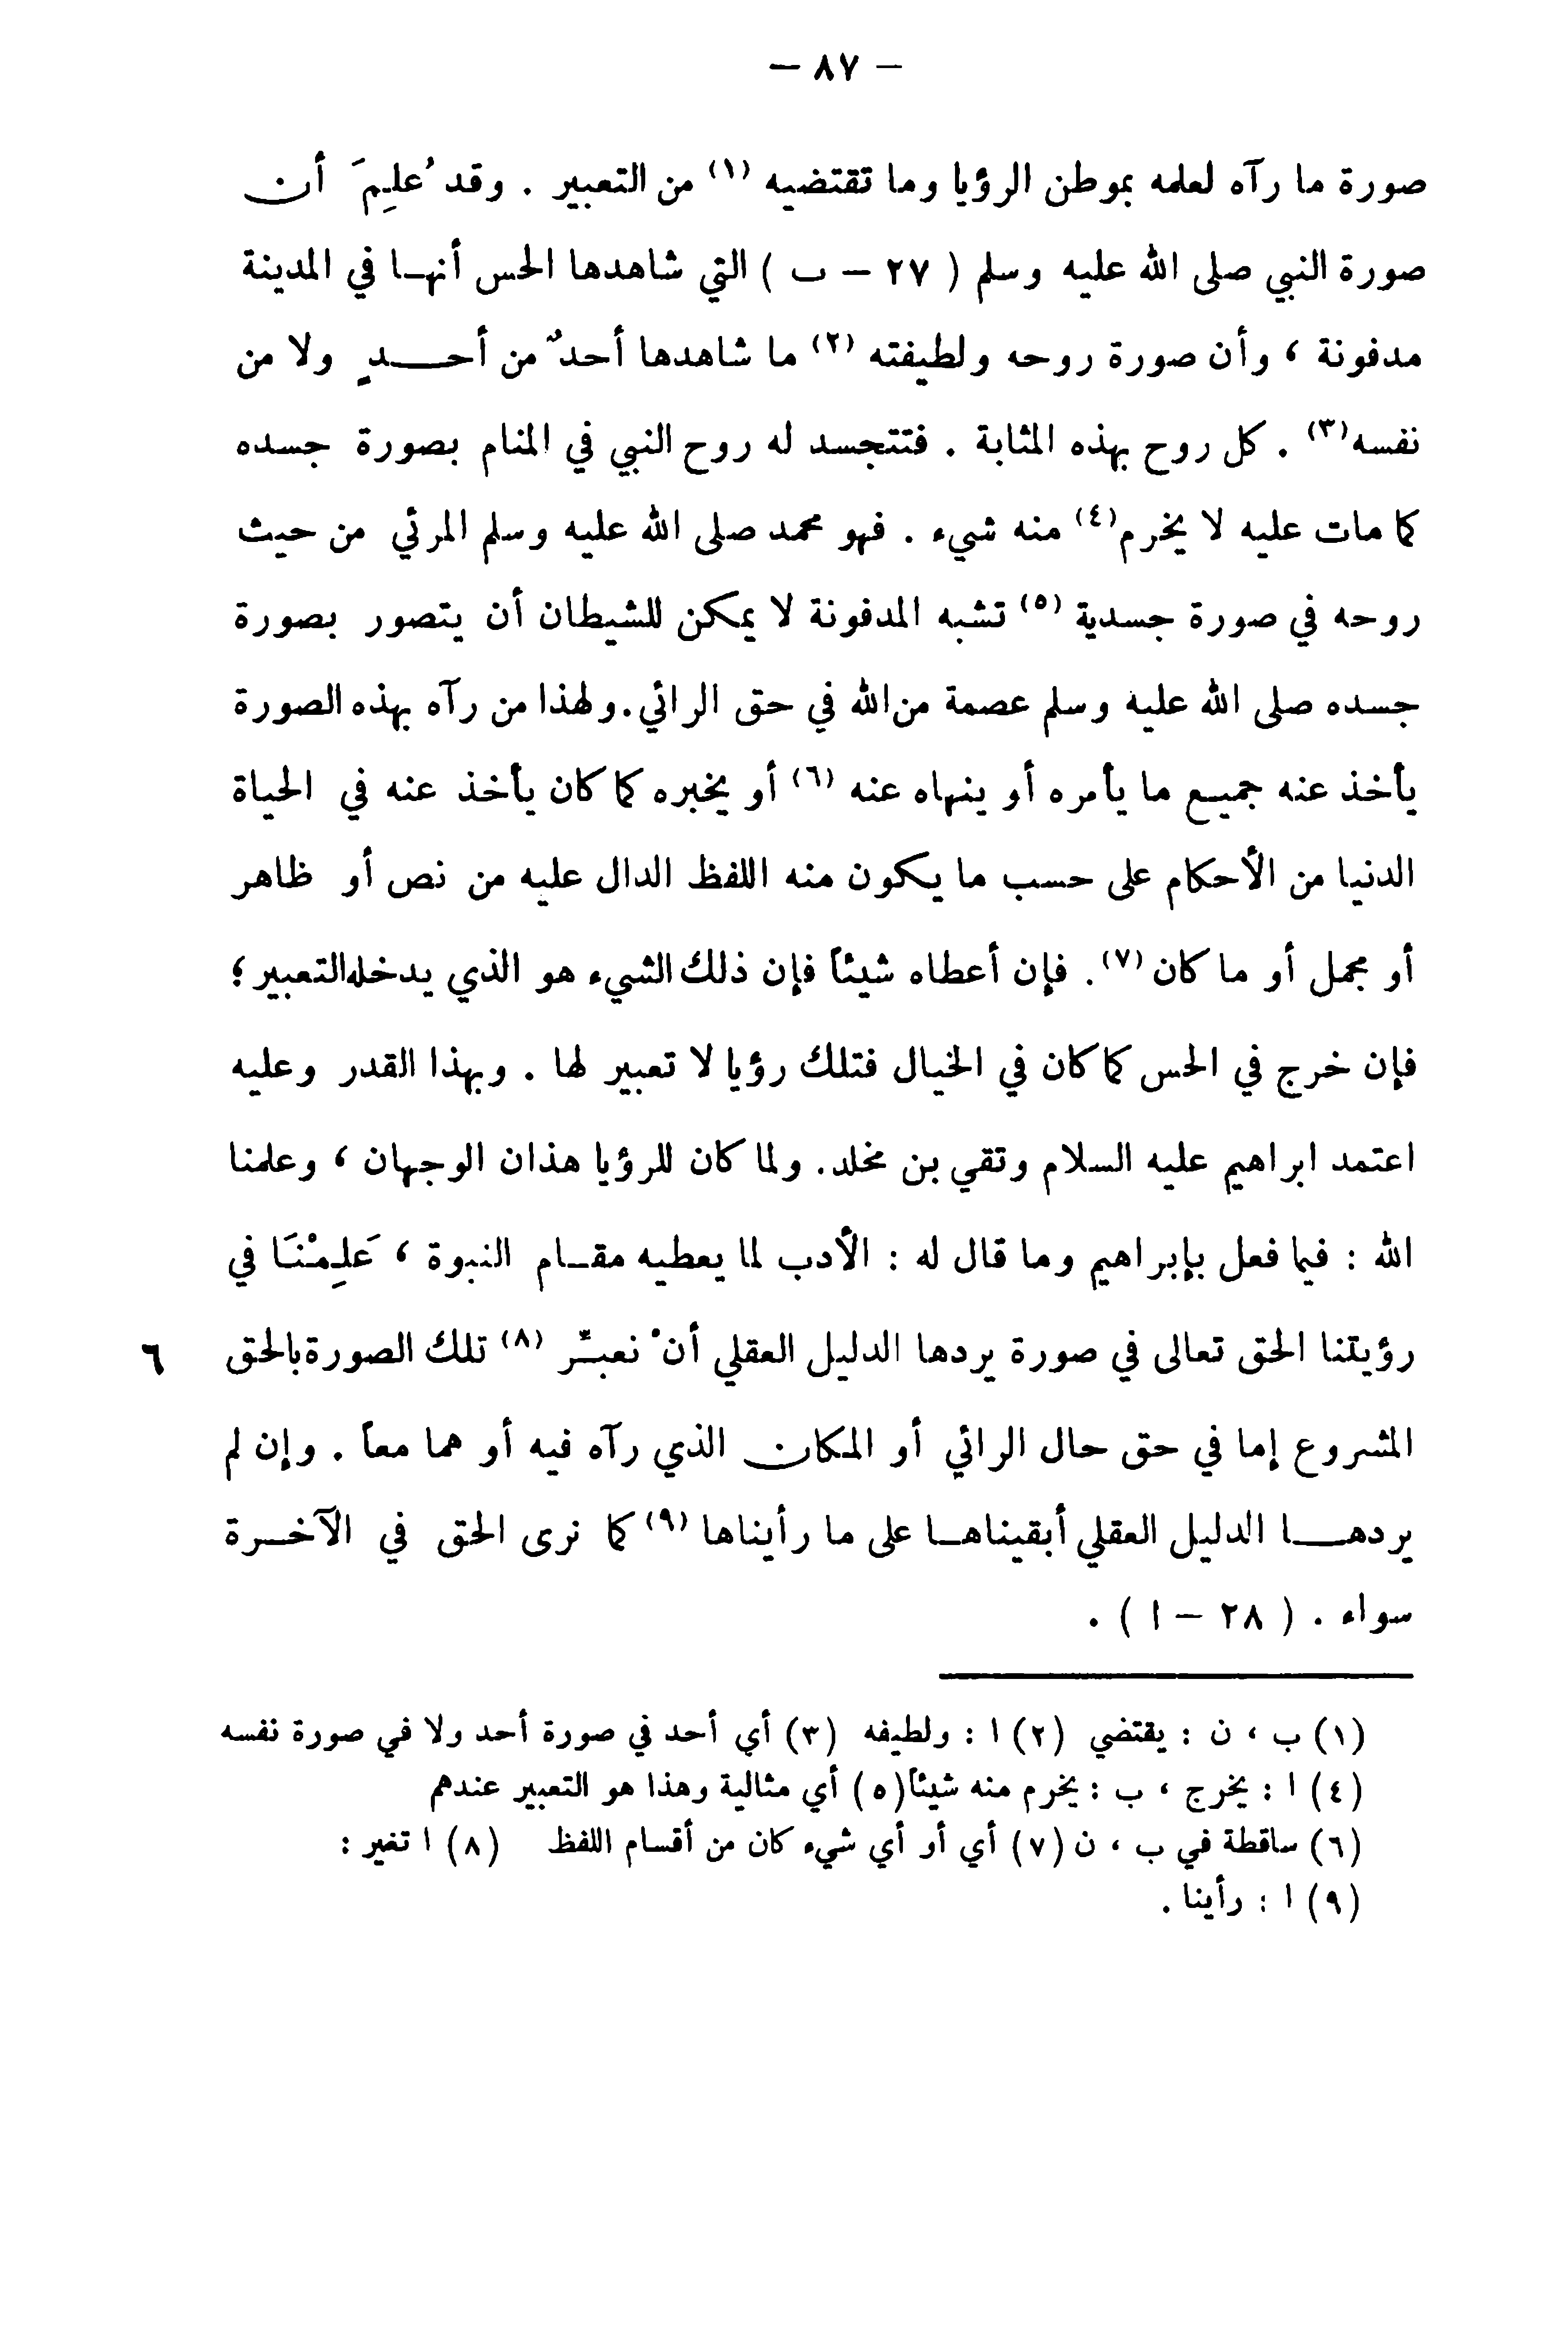 – ٨٧ –
صورة ما رآه لعلمه بموطن الرؤيا وما تقتضيه (١) من التعبير . وقد عُلِمَ أن
صورة النبي صلى الله عليه وسلم ( ٢٧ – ب ) التي شاهدها الحس أنها في المدينة
مدفونة ، وأن صورة روحه ولطيفته (٢) ما شاهدها أحدٌ من أحدٍ ولا من
نفسه(٣) . كل روح بهذه المثابة . فتتجسد له روح النبي في المنام بصورة جسده
كما مات عليه لا يخرم(٤) منه شيء . فهو محمد صلى الله عليه وسلم المرئي من حيث
روحه في صورة جسدية (٥) تشبه المدفونة لا يمكن للشيطان أن يتصور بصورة
جسده صلى الله عليه وسلم عصمة من الله في حق الرائي. ولهذا من رآه بهذه الصورة
يأخذ عنه جميع ما يأمره أو ينهاه عنه (٦) أو يخبره كما كان يأخذ عنه في الحياة
الدنيا من الأحكام على حسب ما يكون منه اللفظ الدال عليه من نص أو ظاهر
أو مجمل أو ما كان (٧). فإن أعطاه شيئاً فإن ذلك الشيء هو الذي يدخله التعبير ؛
فإن خرج في الحس كما كان في الخيال فتلك رؤيا لا تعبير لها . وبهذا القدر وعليه
اعتمد ابراهيم عليه السلام وتقي بن مخلد. ولما كان للرؤيا هذان الوجهان ، وعلمنا
الله : فيما فعل بإبراهيم وما قال له : الأدب لما يعطيه مقام النبوة ، عَلِمْنَا في
رؤيتنا الحق تعالى في صورة يردها الدليل العقلي أنْ نعبِّر (٨) تلك الصورة بالحق ٦
المشروع إما في حق حال الرائي أو المكان الذي رآه فيه أو هما معاً . وإن لم
يردها الدليل العقلي أبقيناها على ما رأيناها (٩) كما نرى الحق في الآخرة
سواء . ( ٢٨ – ا ) .
(١) ب ، ن : يقتضي (٢) ا : ولطيفه (٣) أي أحد في صورة أحد ولا في صورة نفسه
(٤) ا : يخرج ، ب : يخرم منه شيئاً (٥) أي مثالية وهذا هو التعبير عندهم
(٦) ساقطة في ب ، ن (٧) أي أو أي شيء كان من أقسام اللفظ (٨) ا تغير :
(٩) ا : رأينا .